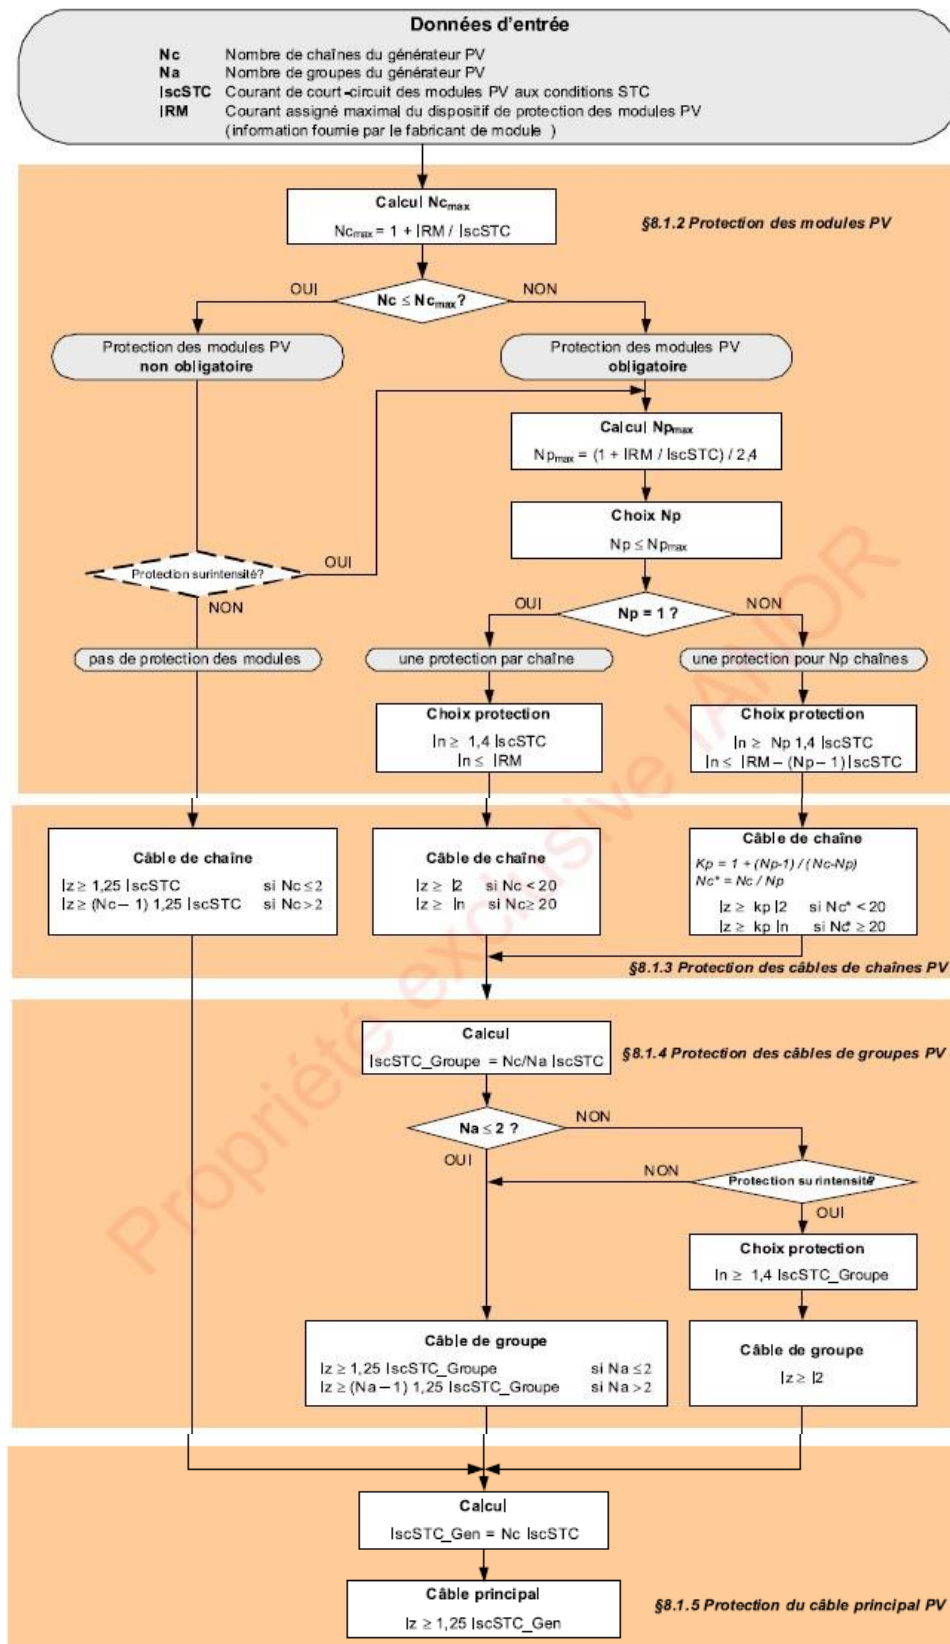 Données d'entrée
Nc Nombre de chaînes du générateur PV
Na Nombre de groupes du générateur PV
IscSTC Courant de court-circuit des modules PV aux conditions STC
IRM Courant assigné maximal du dispositif de protection des modules PV
(information fournie par le fabricant de module )
Calcul Ncmax
Ncmax = 1 + IRM / IscSTC
§8.1.2 Protection des modules PV
OUI
Nc ≤ Ncmax?
NON
Protection des modules PV
non obligatoire
Protection des modules PV
obligatoire
Calcul Npmax
Npmax = (1 + IRM / IscSTC) / 2,4
Choix Np
Np ≤ Npmax
Protection surintensité?
OUI
NON
OUI
Np = 1 ?
NON
pas de protection des modules
une protection par chaîne
une protection pour Np chaînes
Choix protection
In ≥ 1,4 IscSTC
In ≤ IRM
Choix protection
In ≥ Np 1,4 IscSTC
In ≤ IRM – (Np – 1) IscSTC
Câble de chaîne
Iz ≥ 1,25 IscSTC si Nc ≤ 2
Iz ≥ (Nc – 1) 1,25 IscSTC si Nc > 2
Câble de chaîne
Iz ≥ I2 si Nc < 20
Iz ≥ In si Nc ≥ 20
Câble de chaîne
Kp = 1 + (Np-1) / (Nc-Np)
Nc* = Nc / Np
Iz ≥ kp I2 si Nc* < 20
Iz ≥ kp In si Nc* ≥ 20
§8.1.3 Protection des câbles de chaînes PV
Calcul
IscSTC_Groupe = Nc/Na IscSTC
§8.1.4 Protection des câbles de groupes PV
Na ≤ 2 ?
NON
OUI
NON
Protection surintensité?
OUI
Choix protection
In ≥ 1,4 IscSTC_Groupe
Câble de groupe
Iz ≥ 1,25 IscSTC_Groupe si Na ≤ 2
Iz ≥ (Na – 1) 1,25 IscSTC_Groupe si Na > 2
Câble de groupe
Iz ≥ I2
Calcul
IscSTC_Gen = Nc IscSTC
Câble principal
Iz ≥ 1,25 IscSTC_Gen
§8.1.5 Protection du câble principal PV
Propriété exclusive IANOR